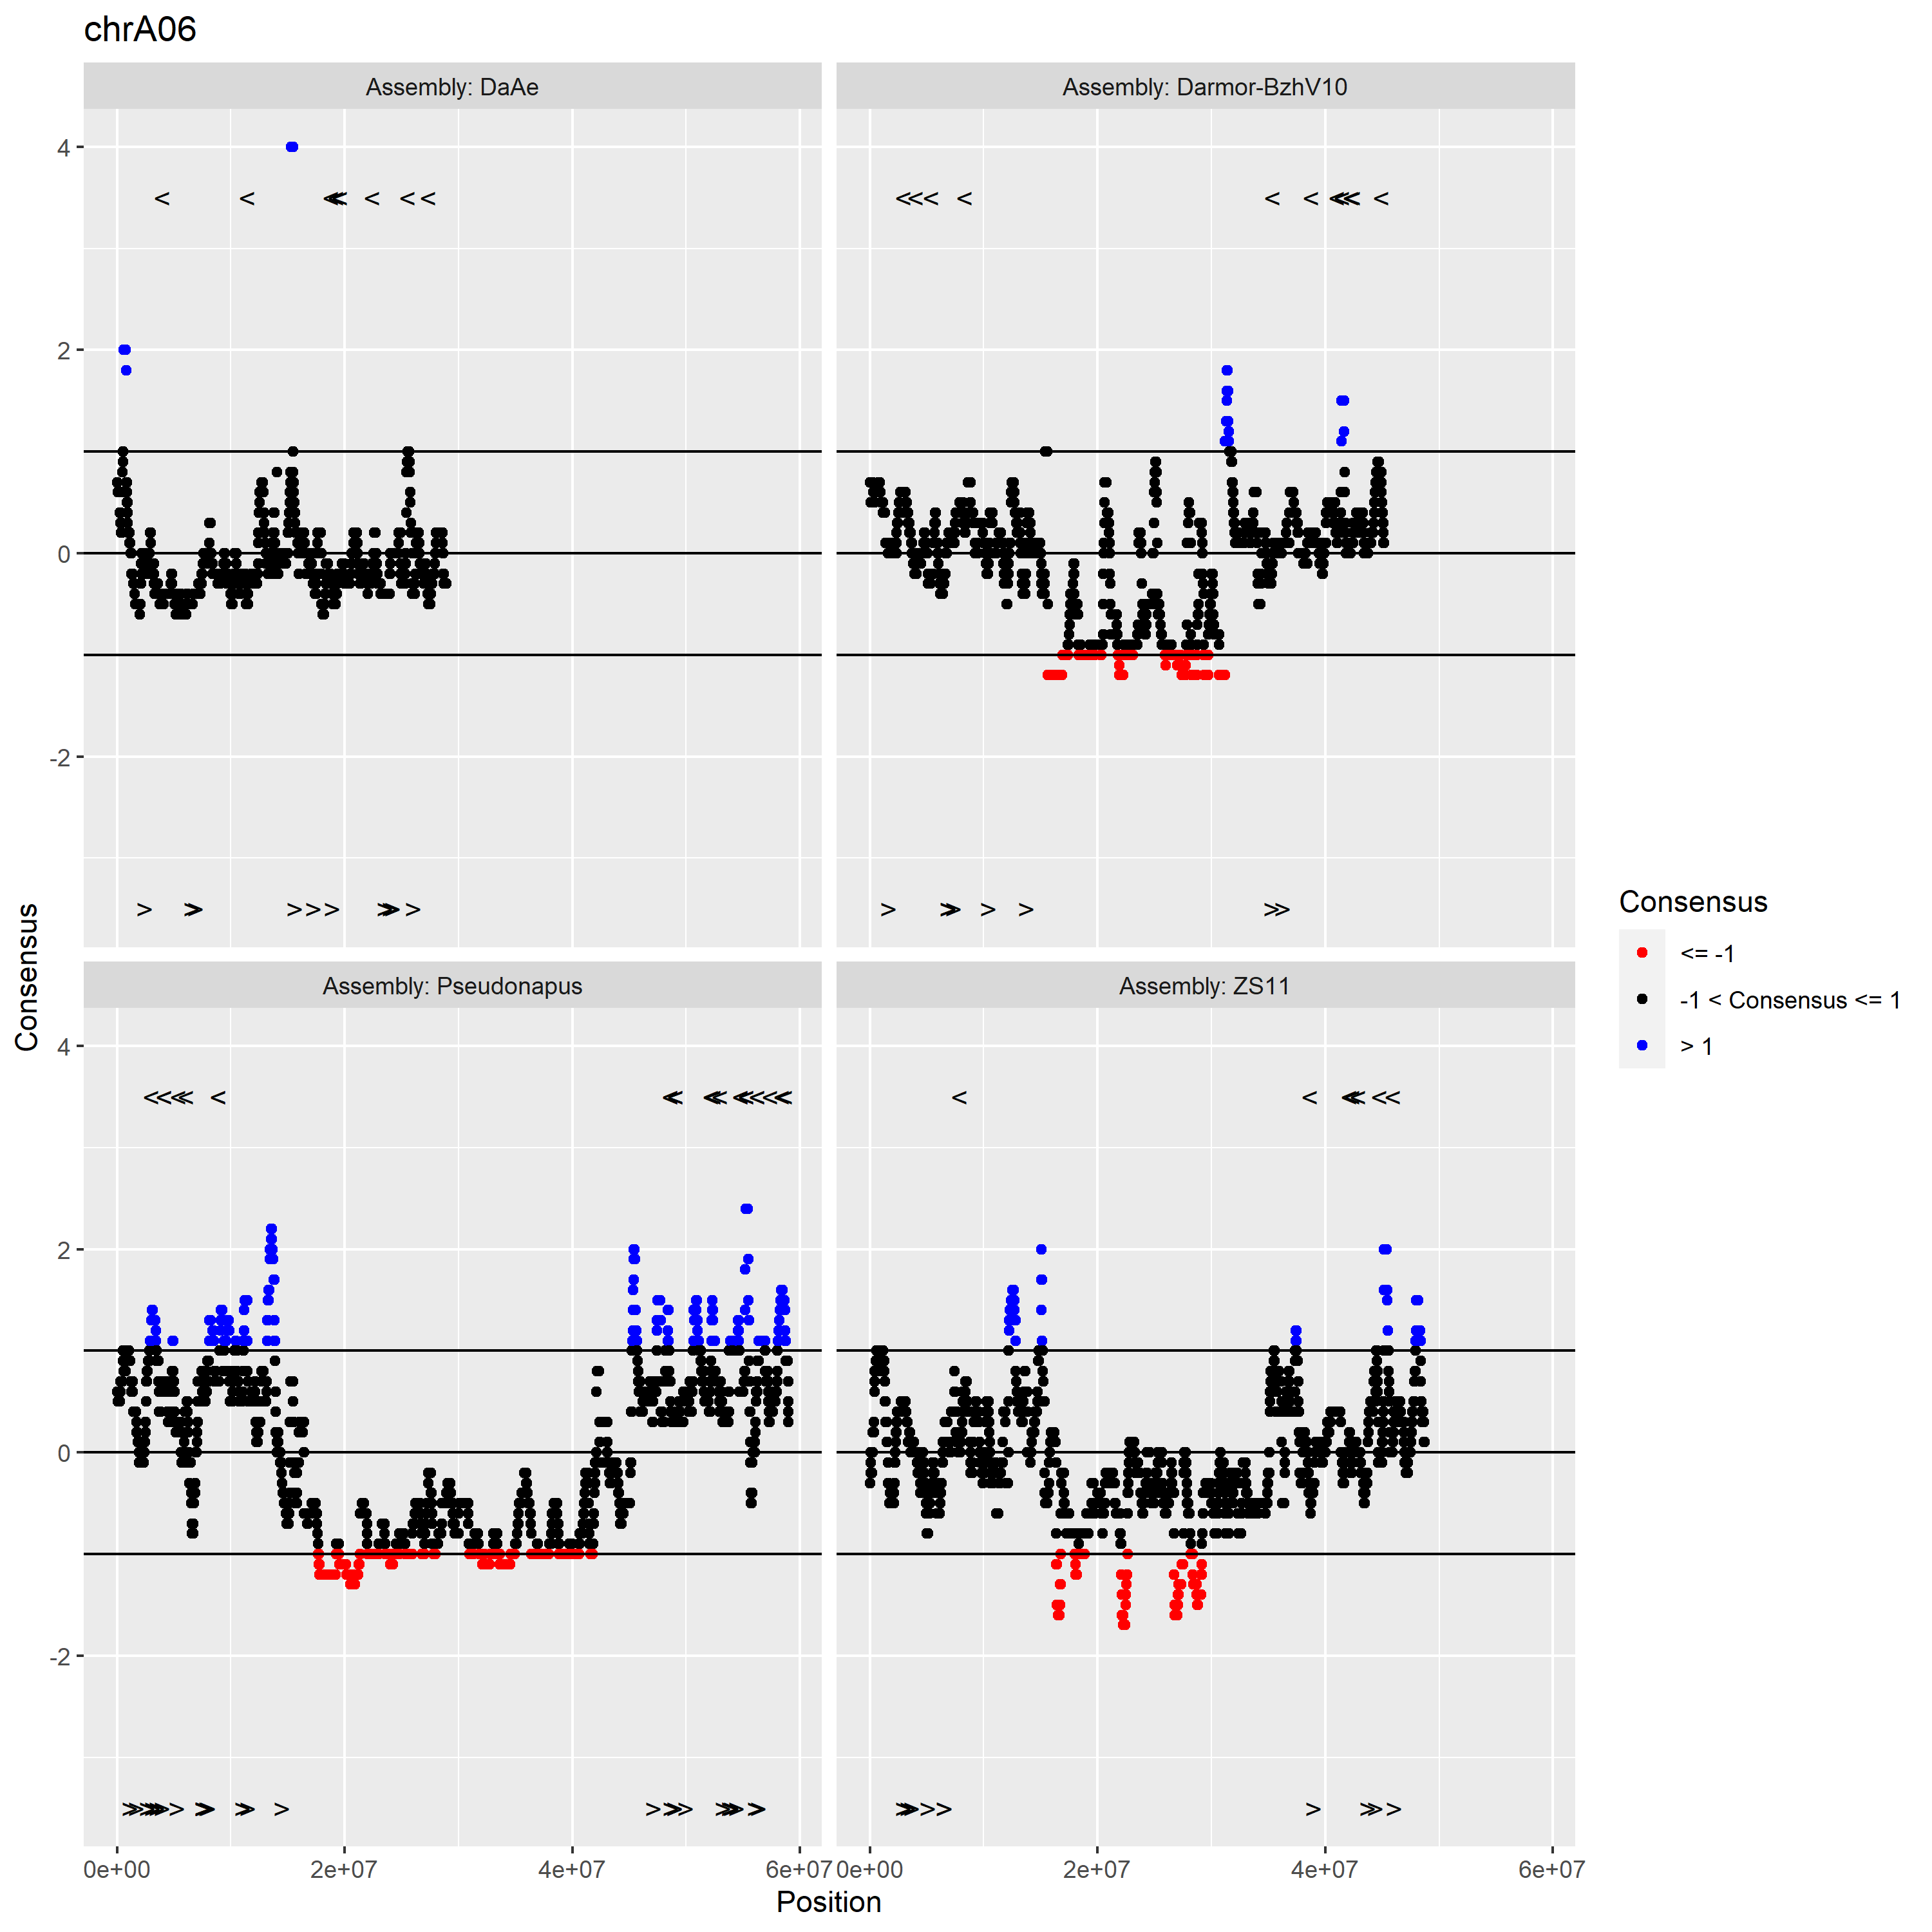 chrA06
Assembly: DaAe
Assembly: Darmor-BzhV10
4
2
0
-2
Assembly: Pseudonapus
Assembly: ZS11
4
2
0
-2
0e+00 2e+07 4e+07 6e+07
0e+00 2e+07 4e+07 6e+07
Position
Consensus
Consensus
<= -1
-1 < Consensus <= 1
> 1